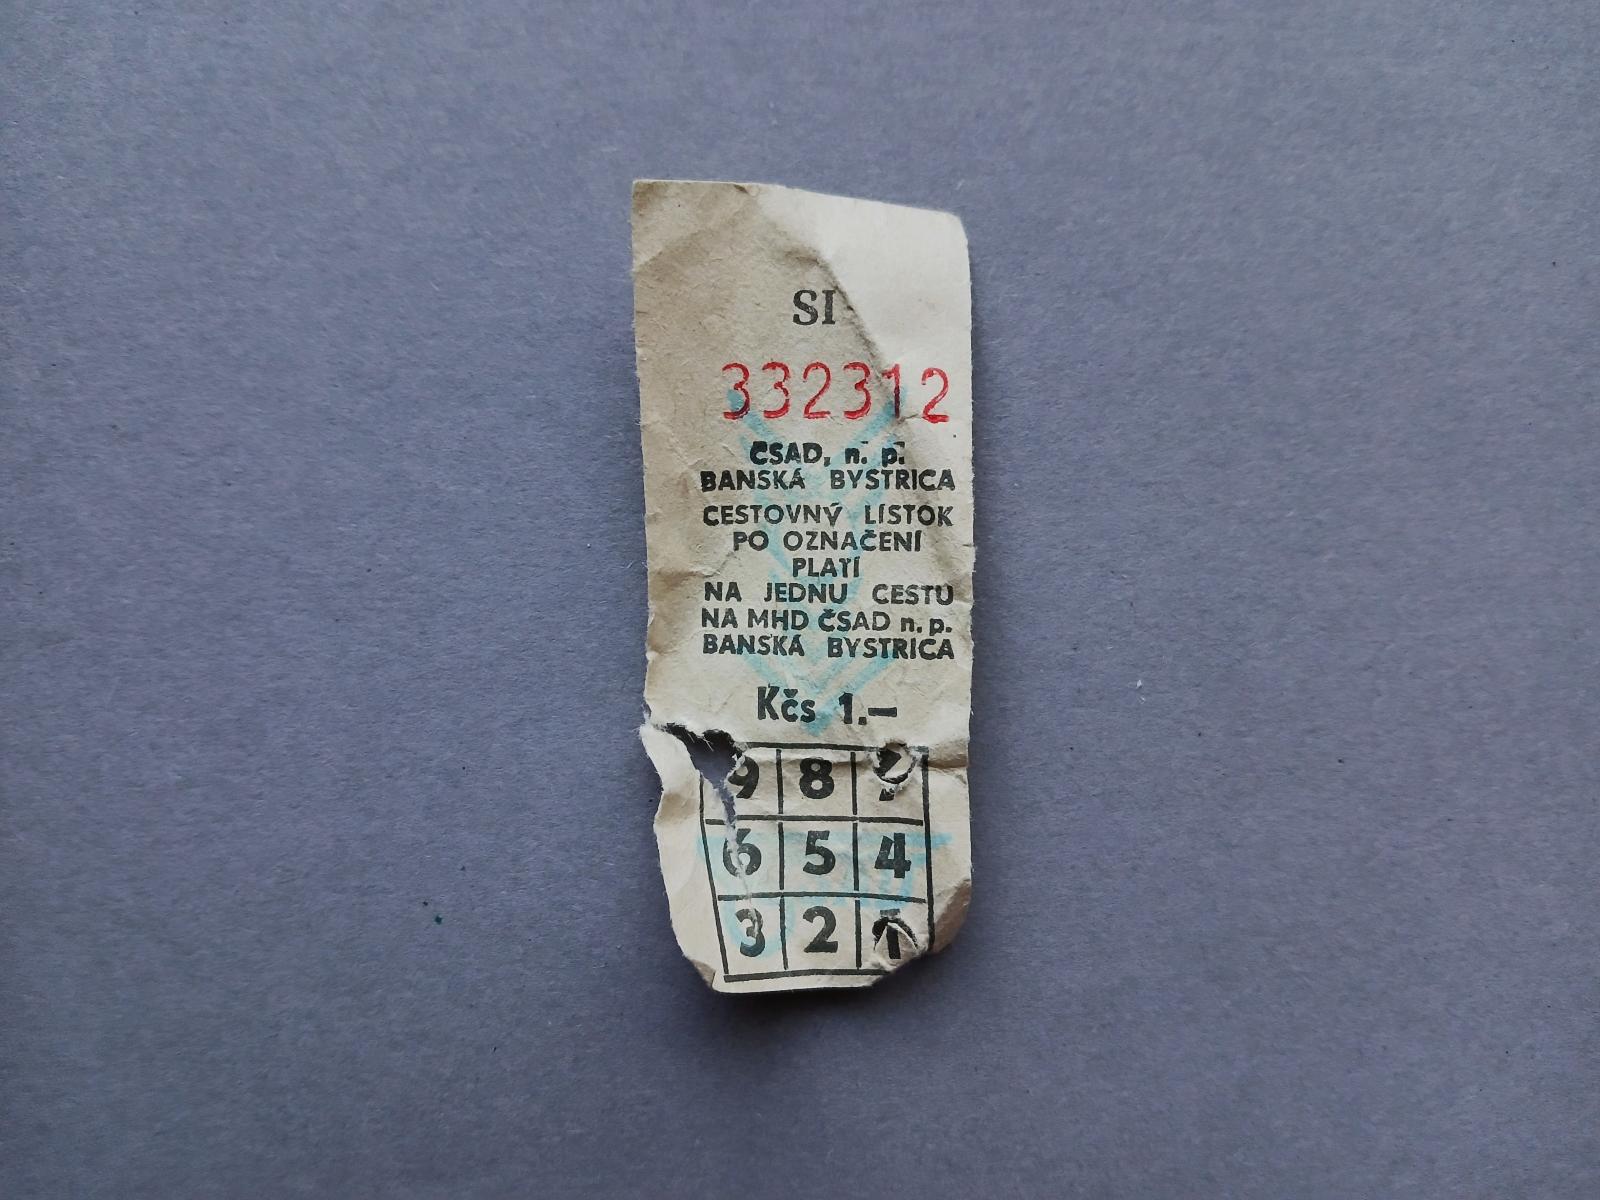 SI
332312
ČSAD, n. p.
BANSKÁ BYSTRICA
CESTOVNÝ LÍSTOK
PO OZNAČENÍ
PLATÍ
NA JEDNU CESTU
NA MHD ČSAD n. p.
BANSKÁ BYSTRICA
Kčs 1.—
9 8 7
6 5 4
3 2 1